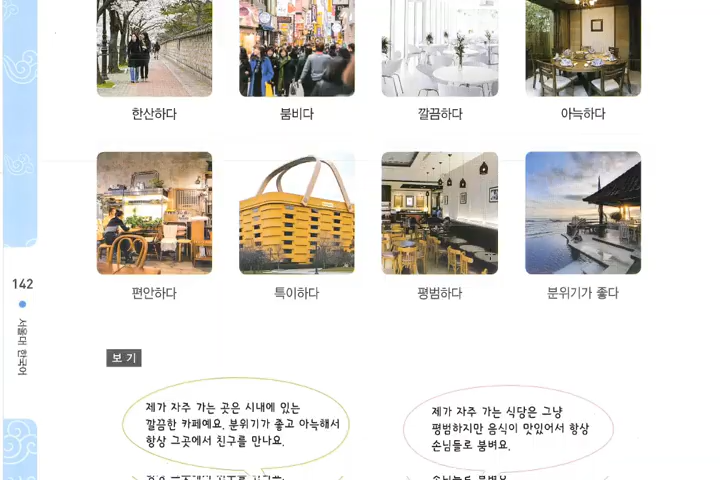 한산하다
붐비다
깔끔하다
아늑하다
편안하다
특이하다
평범하다
분위기가 좋다
142
서울대 한국어
보기
제가 자주 가는 곳은 시내에 있는
깔끔한 카페예요. 분위기가 좋고 아늑해서
항상 그곳에서 친구를 만나요.
제가 자주 가는 식당은 그냥
평범하지만 음식이 맛있어서 항상
손님들로 붐벼요.